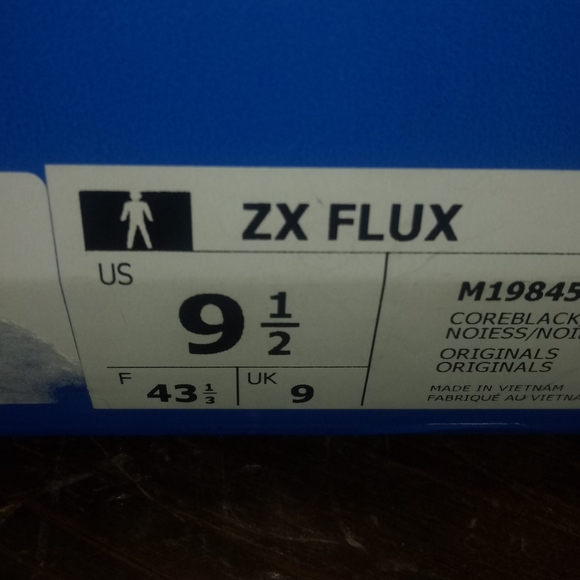 ZX FLUX
US
9 1/2
F 43 1/3
UK 9
M19845
COREBLACK
NOIESS/NOI
ORIGINALS
ORIGINALS
MADE IN VIETNAM
FABRIQUÉ AU VIETNA